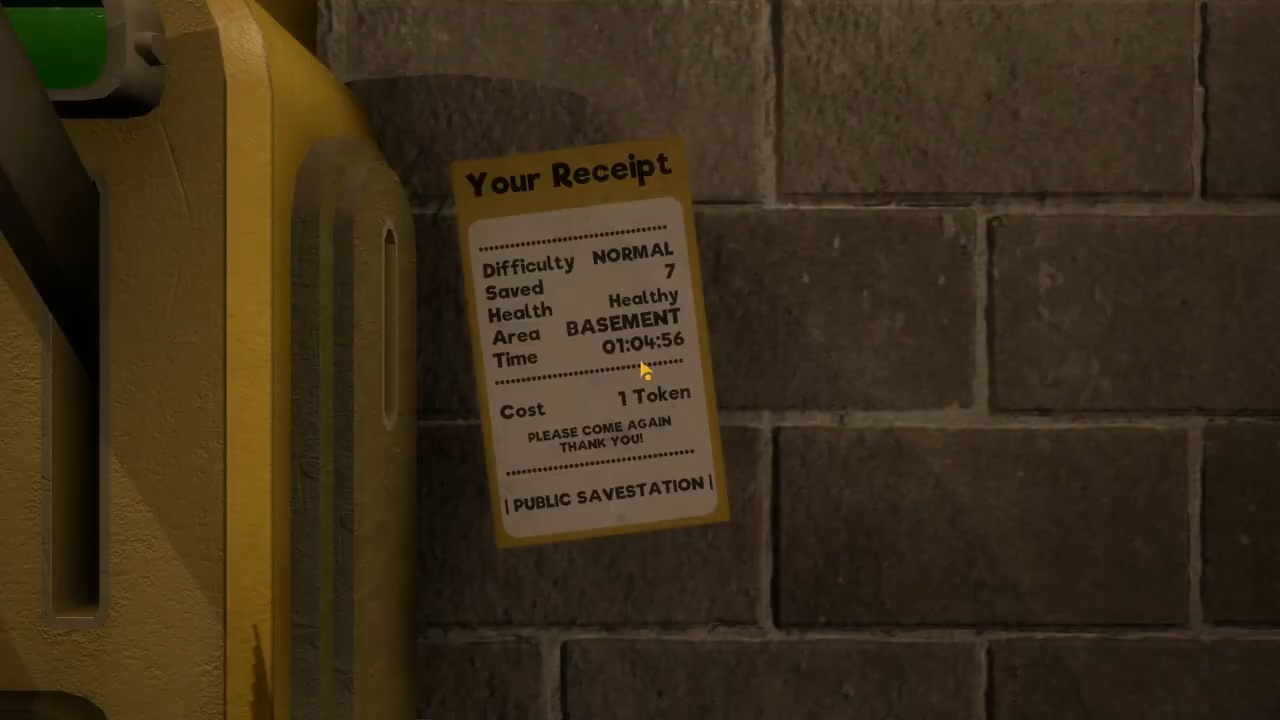 Your Receipt
Difficulty NORMAL
Saved 7
Health Healthy
Area BASEMENT
Time 01:04:56
Cost 1 Token
PLEASE COME AGAIN
THANK YOU!
| PUBLIC SAVESTATION |